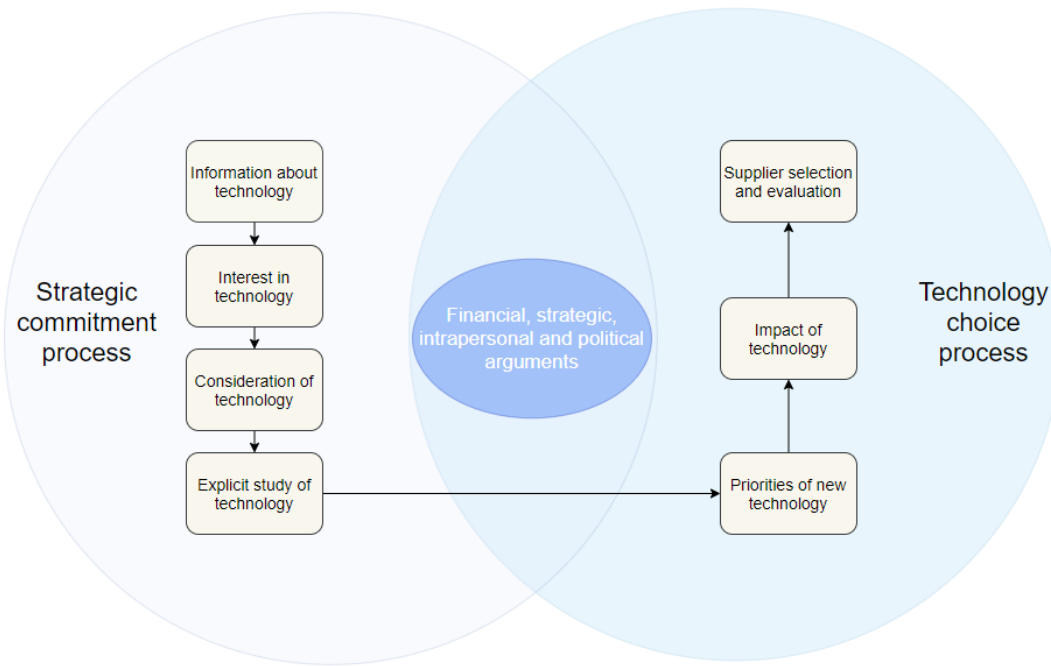 Strategic
commitment
process
Information about
technology
Interest in
technology
Consideration of
technology
Explicit study of
technology
Financial, strategic,
intrapersonal and political
arguments
Supplier selection
and evaluation
Impact of
technology
Priorities of new
technology
Technology
choice
process